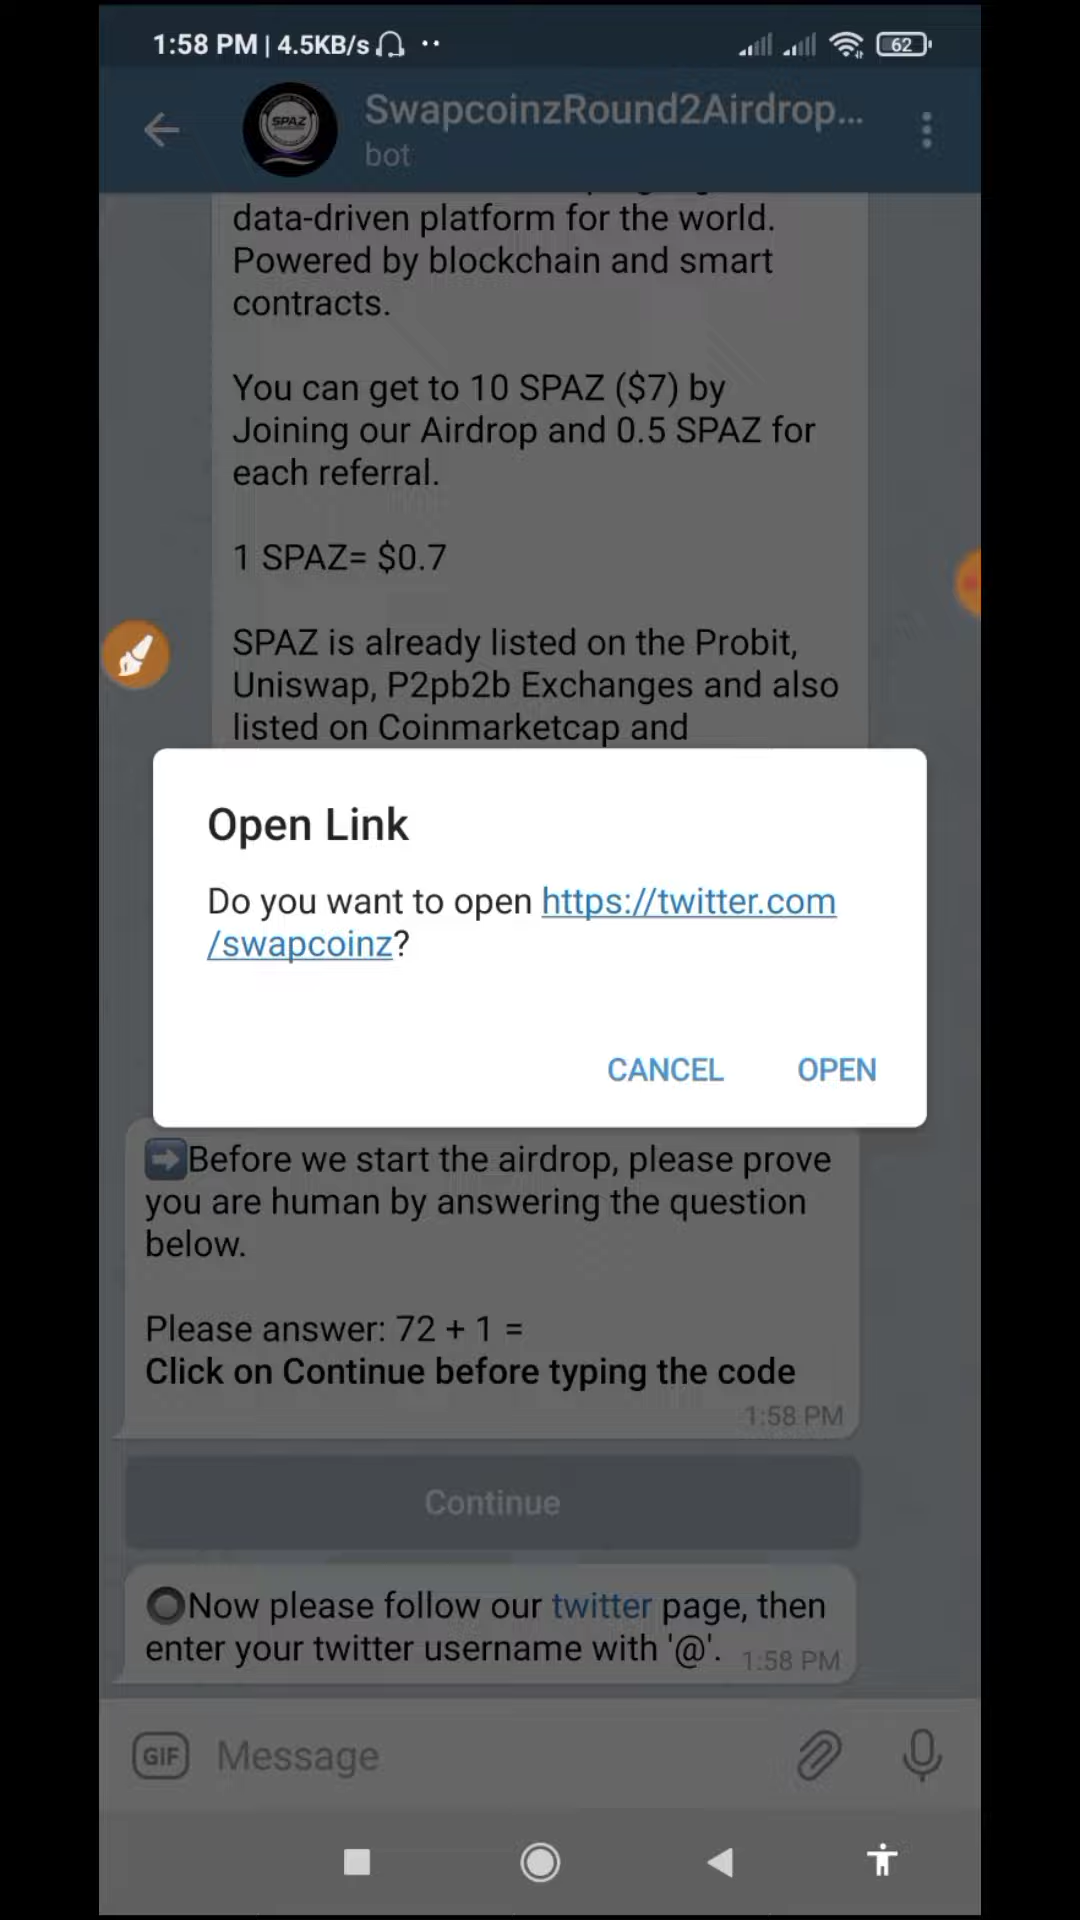 1:58 PM | 4.5KB/s
62
SPAZ
SwapcoinzRound2Airdrop...
bot
data-driven platform for the world.
Powered by blockchain and smart
contracts.
You can get to 10 SPAZ ($7) by
Joining our Airdrop and 0.5 SPAZ for
each referral.
1 SPAZ= $0.7
SPAZ is already listed on the Probit,
Uniswap, P2pb2b Exchanges and also
listed on Coinmarketcap and
Open Link
Do you want to open https://twitter.com
/swapcoinz?
CANCEL OPEN
➡Before we start the airdrop, please prove
you are human by answering the question
below.
Please answer: 72 + 1 =
Click on Continue before typing the code
1:58 PM
Continue
Now please follow our twitter page, then
enter your twitter username with '@'. 1:58 PM
GIF Message